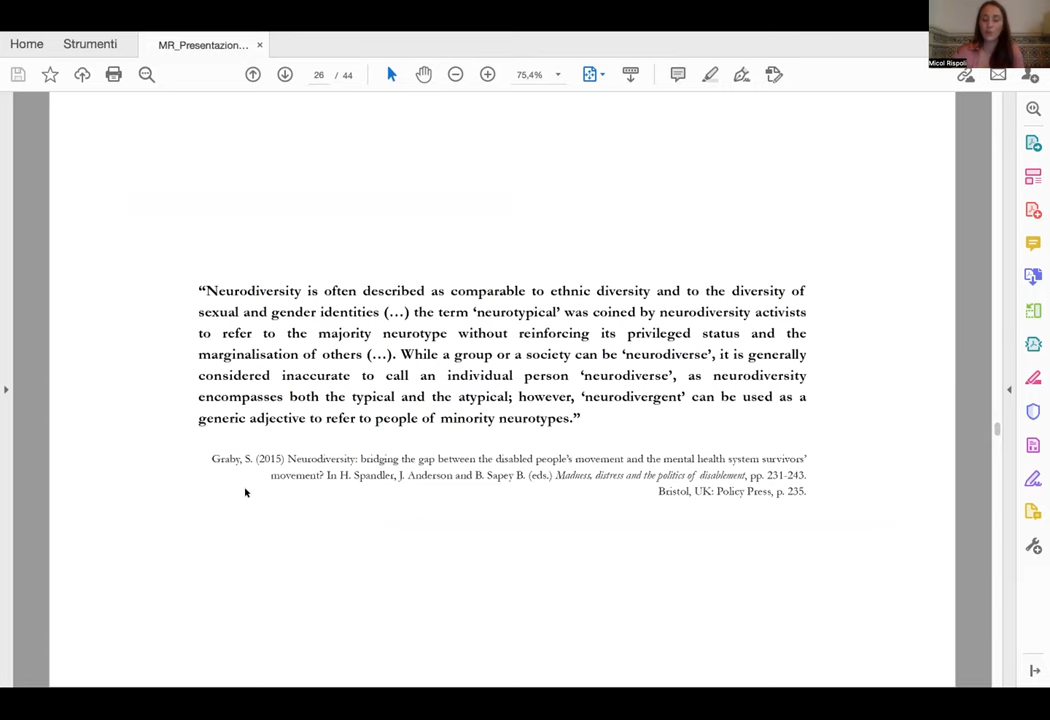 Home
Strumenti
MR_Presentazion...
×
26 / 44
75,4%
Micol Rispoli
“Neurodiversity is often described as comparable to ethnic diversity and to the diversity of
sexual and gender identities (…) the term ‘neurotypical’ was coined by neurodiversity activists
to refer to the majority neurotype without reinforcing its privileged status and the
marginalisation of others (…). While a group or a society can be ‘neurodiverse’, it is generally
considered inaccurate to call an individual person ‘neurodiverse’, as neurodiversity
encompasses both the typical and the atypical; however, ‘neurodivergent’ can be used as a
generic adjective to refer to people of minority neurotypes.”
Graby, S. (2015) Neurodiversity: bridging the gap between the disabled people’s movement and the mental health system survivors’
movement? In H. Spandler, J. Anderson and B. Sapey B. (eds.) Madness, distress and the politics of disablement, pp. 231-243.
Bristol, UK: Policy Press, p. 235.